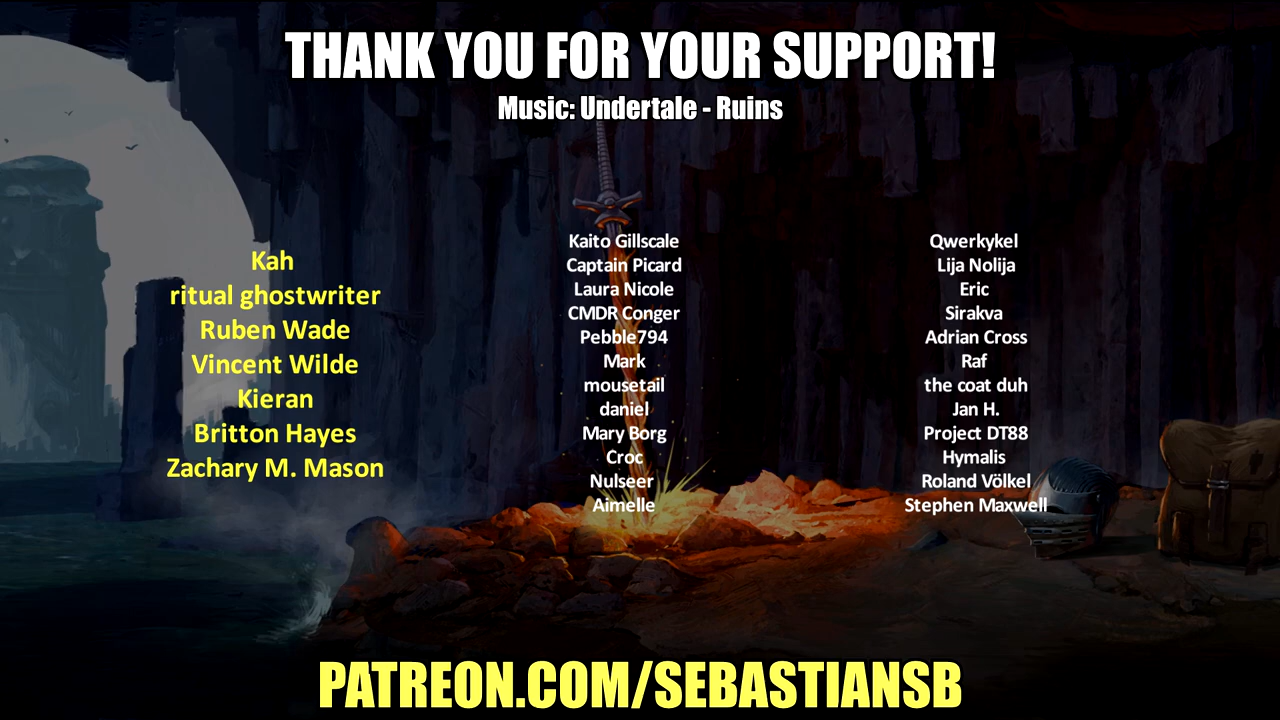 THANK YOU FOR YOUR SUPPORT!
Music: Undertale - Ruins
Kah
ritual ghostwriter
Ruben Wade
Vincent Wilde
Kieran
Britton Hayes
Zachary M. Mason
Kaito Gillscale
Captain Picard
Laura Nicole
CMDR Conger
Pebble794
Mark
mousetail
daniel
Mary Borg
Croc
Nulseer
Aimelle
Qwerkykel
Lija Nolija
Eric
Sirakva
Adrian Cross
Raf
the coat duh
Jan H.
Project DT88
Hymalis
Roland Völkel
Stephen Maxwell
PATREON.COM/SEBASTIANSB